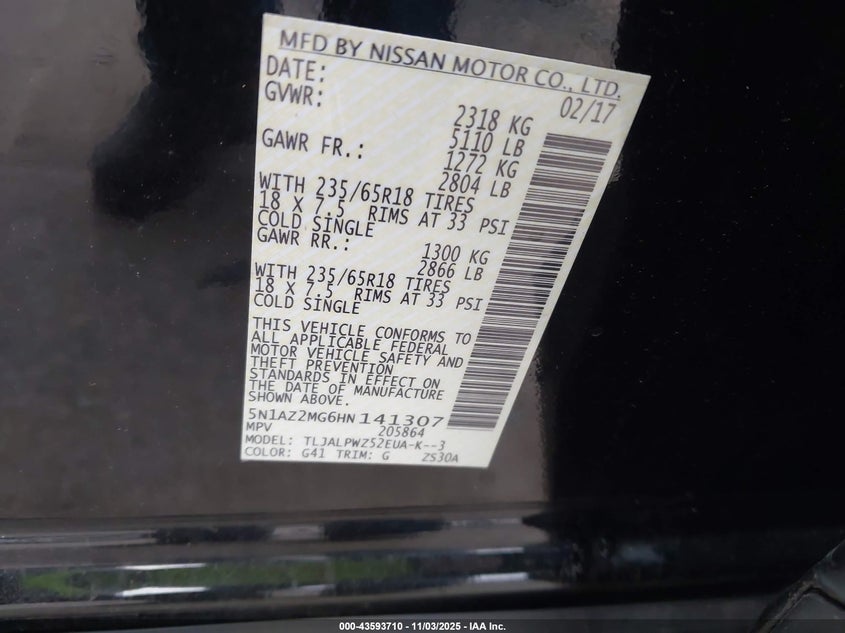 MFD BY NISSAN MOTOR CO., LTD.
DATE: 02/17
GVWR: 2318 KG
5110 LB
GAWR FR.: 1272 KG
2804 LB
WITH 235/65R18 TIRES
18 X 7.5 RIMS AT 33 PSI
COLD SINGLE
GAWR RR.: 1300 KG
2866 LB
WITH 235/65R18 TIRES
18 X 7.5 RIMS AT 33 PSI
COLD SINGLE
THIS VEHICLE CONFORMS TO
ALL APPLICABLE FEDERAL
MOTOR VEHICLE SAFETY AND
THEFT PREVENTION
STANDARDS IN EFFECT ON
THE DATE OF MANUFACTURE
SHOWN ABOVE.
5N1AZ2MG6HN141307
MPV 205864
MODEL: TLJALPWZ52EUA-K--3
COLOR: G41 TRIM: G ZS30A
000-43593710 - 11/03/2025 - IAA Inc.